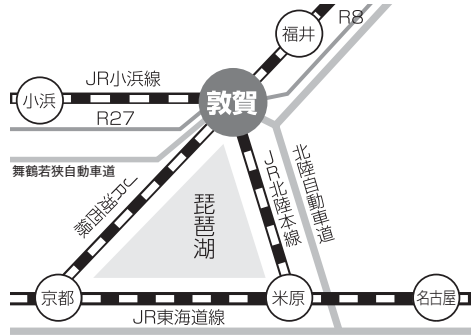 R8
福井
JR小浜線
小浜
敦賀
R27
舞鶴若狭自動車道
JR湖西線
琵琶湖
JR北陸本線
北陸自動車道
京都
米原
名古屋
JR東海道線